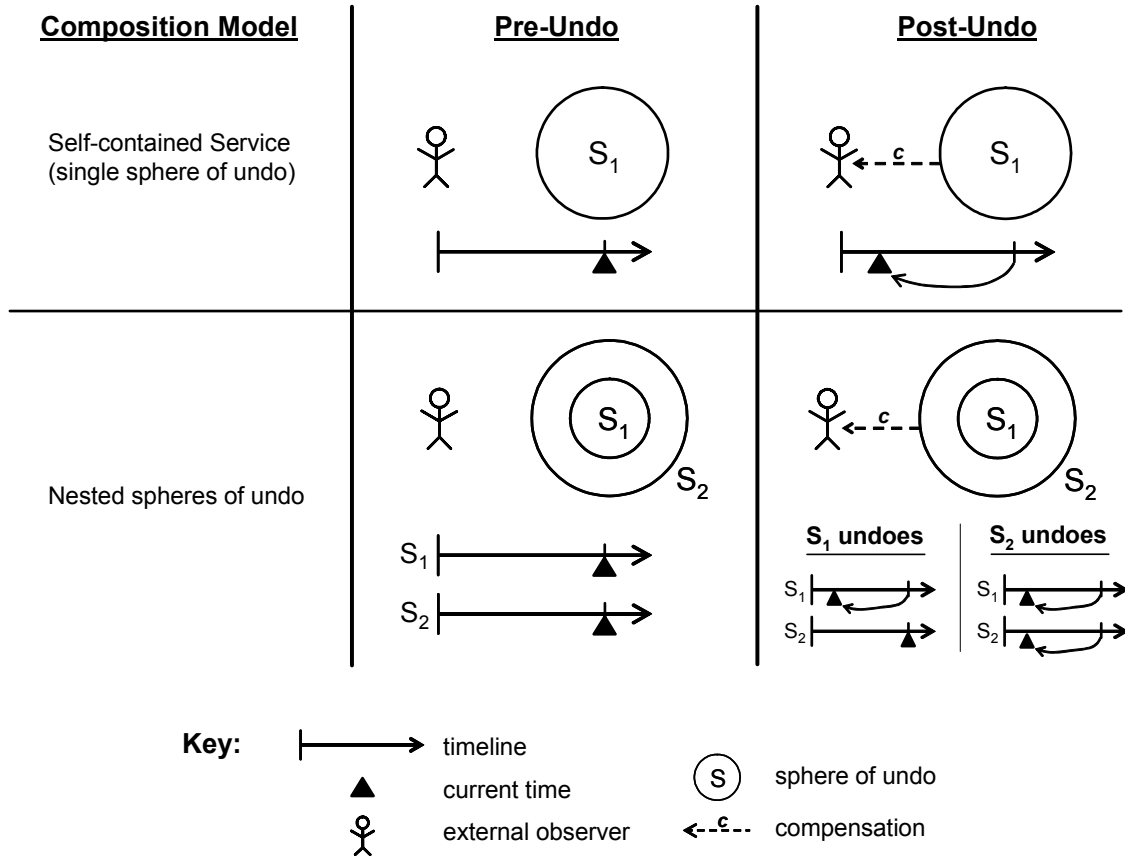 Composition Model
Pre-Undo
Post-Undo
Self-contained Service
(single sphere of undo)
S1
c
S1
Nested spheres of undo
S1
S2
S1
S2
c
S1
S2
S1 undoes
S2 undoes
S1
S2
S1
S2
Key:
timeline
current time
external observer
S
sphere of undo
c
compensation